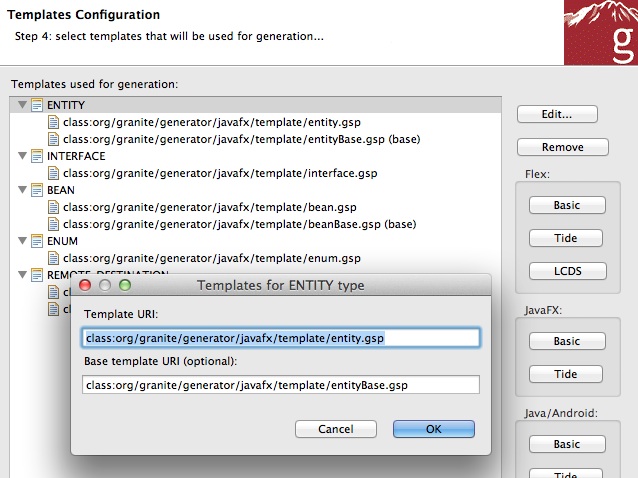 Templates Configuration
Step 4: select templates that will be used for generation...
g
Templates used for generation:
ENTITY
class:org/granite/generator/javafx/template/entity.gsp
class:org/granite/generator/javafx/template/entityBase.gsp (base)
INTERFACE
class:org/granite/generator/javafx/template/interface.gsp
BEAN
class:org/granite/generator/javafx/template/bean.gsp
class:org/granite/generator/javafx/template/beanBase.gsp (base)
ENUM
class:org/granite/generator/javafx/template/enum.gsp
REMOTE_DESTINATION
Edit...
Remove
Flex:
Basic
Tide
LCDS
JavaFX:
Basic
Tide
Java/Android:
Basic
Tide
Templates for ENTITY type
Template URI:
class:org/granite/generator/javafx/template/entity.gsp
Base template URI (optional):
class:org/granite/generator/javafx/template/entityBase.gsp
Cancel
OK